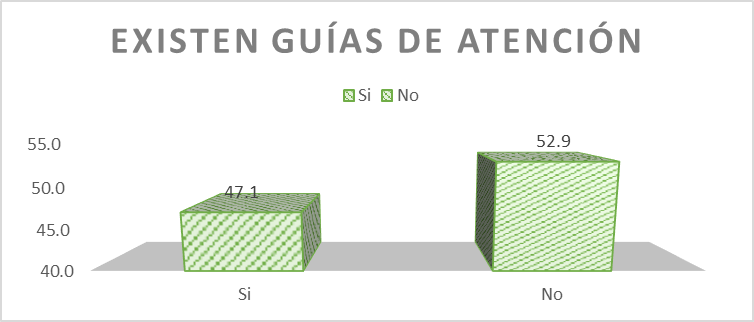 EXISTEN GUÍAS DE ATENCIÓN
Si No
55.0
50.0
45.0
40.0
47.1
52.9
Si No